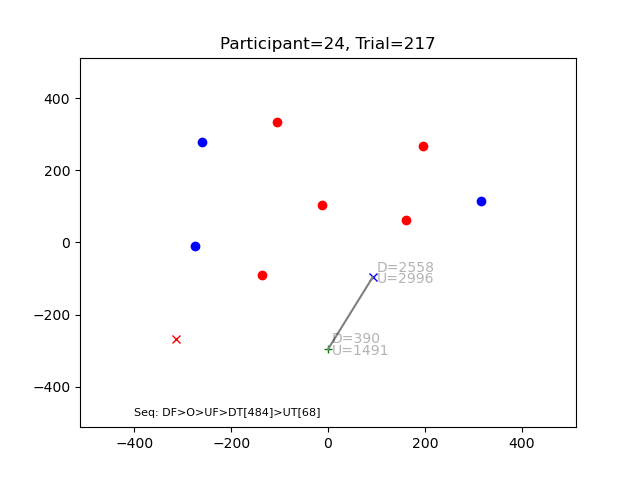 Participant=24, Trial=217
400
200
0
−200
−400
D=2558
U=2996
D=390
U=1491
Seq: DF>O>UF>DT[484]>UT[68]
−400 −200 0 200 400